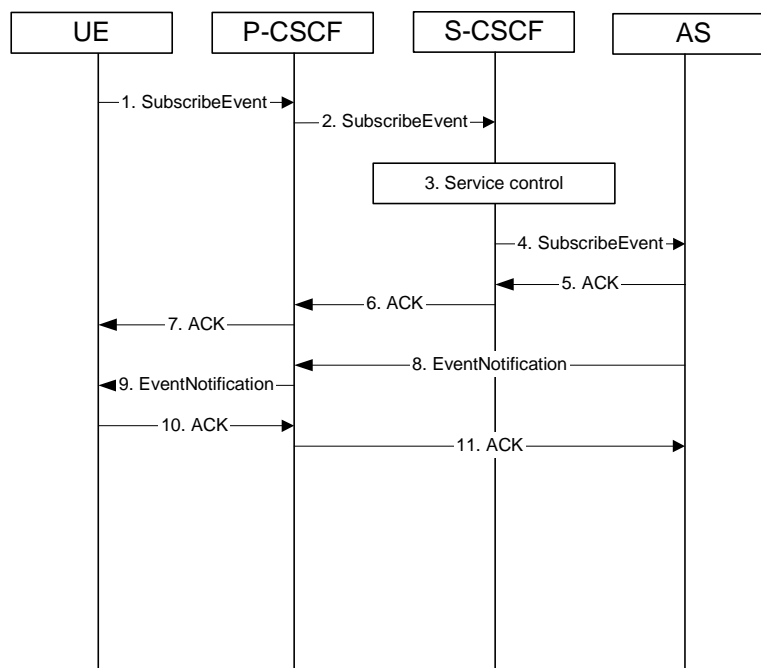 UE
P-CSCF
S-CSCF
AS
1. SubscribeEvent
2. SubscribeEvent
3. Service control
4. SubscribeEvent
5. ACK
6. ACK
7. ACK
8. EventNotification
9. EventNotification
10. ACK
11. ACK